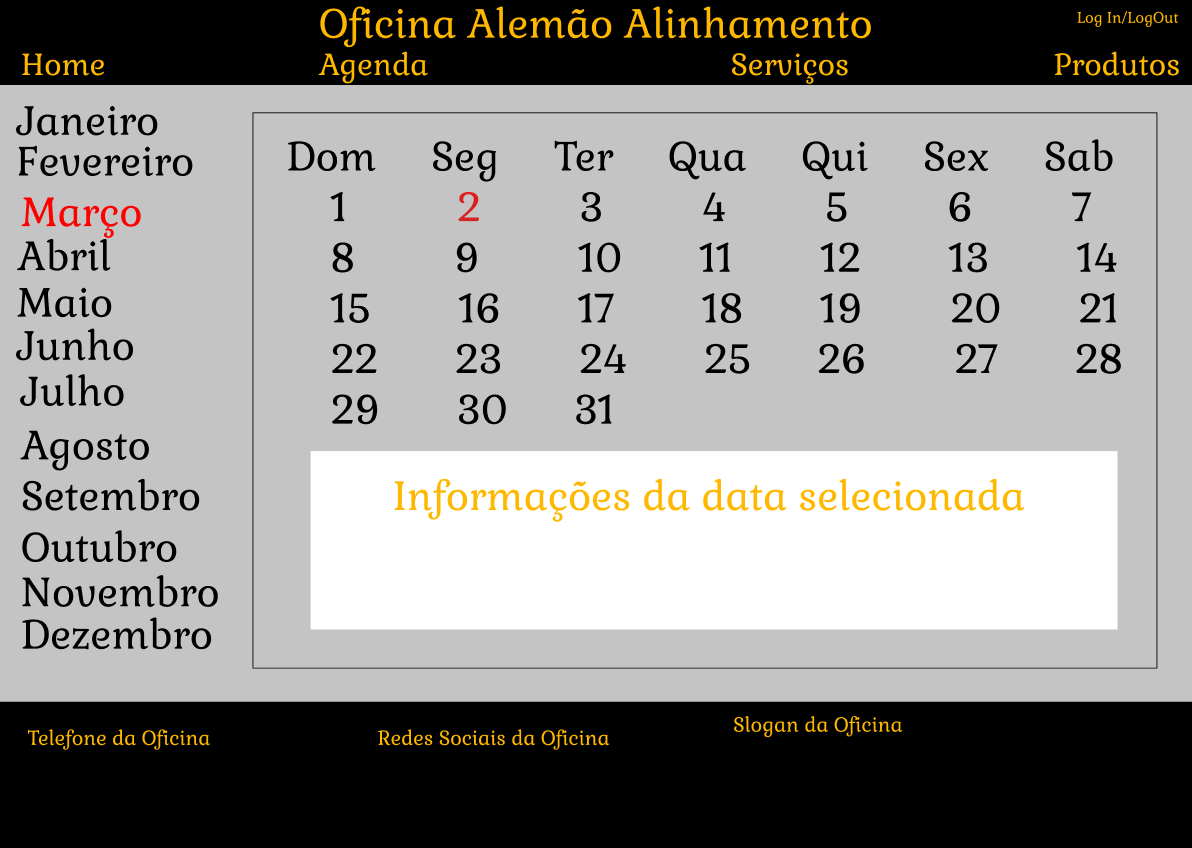 Oficina Alemão Alinhamento
Log In/LogOut
Home Agenda Serviços Produtos
Janeiro
Fevereiro
Março
Abril
Maio
Junho
Julho
Agosto
Setembro
Outubro
Novembro
Dezembro
Dom Seg Ter Qua Qui Sex Sab
1 2 3 4 5 6 7
8 9 10 11 12 13 14
15 16 17 18 19 20 21
22 23 24 25 26 27 28
29 30 31
Informações da data selecionada
Telefone da Oficina
Redes Sociais da Oficina
Slogan da Oficina